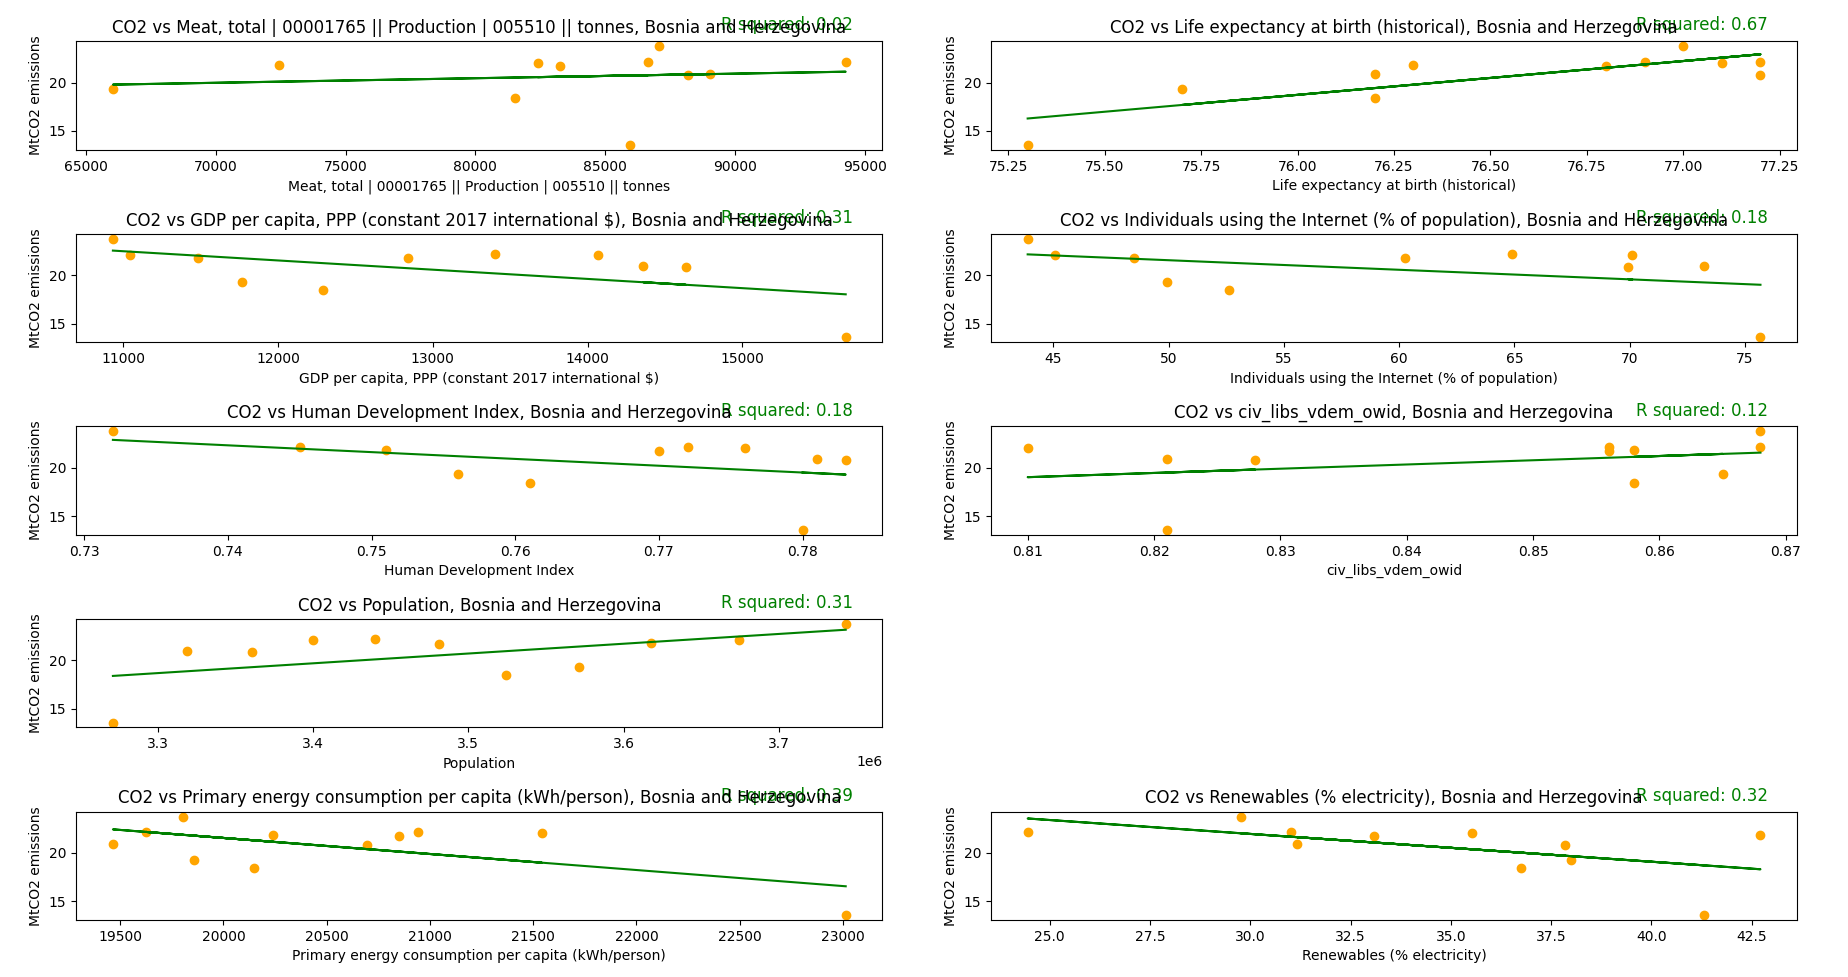 CO2 vs Meat, total | 00001765 || Production | 005510 || tonnes, Bosnia and Herzegovina
R squared: 0.02
MtCO2 emissions
20
15
65000 70000 75000 80000 85000 90000 95000
Meat, total | 00001765 || Production | 005510 || tonnes
CO2 vs Life expectancy at birth (historical), Bosnia and Herzegovina
R squared: 0.67
MtCO2 emissions
20
15
75.25 75.50 75.75 76.00 76.25 76.50 76.75 77.00 77.25
Life expectancy at birth (historical)
CO2 vs GDP per capita, PPP (constant 2017 international $), Bosnia and Herzegovina
R squared: 0.31
MtCO2 emissions
20
15
11000 12000 13000 14000 15000
GDP per capita, PPP (constant 2017 international $)
CO2 vs Individuals using the Internet (% of population), Bosnia and Herzegovina
R squared: 0.18
MtCO2 emissions
20
15
45 50 55 60 65 70 75
Individuals using the Internet (% of population)
CO2 vs Human Development Index, Bosnia and Herzegovina
R squared: 0.18
MtCO2 emissions
20
15
0.73 0.74 0.75 0.76 0.77 0.78
Human Development Index
CO2 vs civ_libs_vdem_owid, Bosnia and Herzegovina
R squared: 0.12
MtCO2 emissions
20
15
0.81 0.82 0.83 0.84 0.85 0.86 0.87
civ_libs_vdem_owid
CO2 vs Population, Bosnia and Herzegovina
R squared: 0.31
MtCO2 emissions
20
15
3.3 3.4 3.5 3.6 3.7
1e6
Population
CO2 vs Primary energy consumption per capita (kWh/person), Bosnia and Herzegovina
R squared: 0.39
MtCO2 emissions
20
15
19500 20000 20500 21000 21500 22000 22500 23000
Primary energy consumption per capita (kWh/person)
CO2 vs Renewables (% electricity), Bosnia and Herzegovina
R squared: 0.32
MtCO2 emissions
20
15
25.0 27.5 30.0 32.5 35.0 37.5 40.0 42.5
Renewables (% electricity)